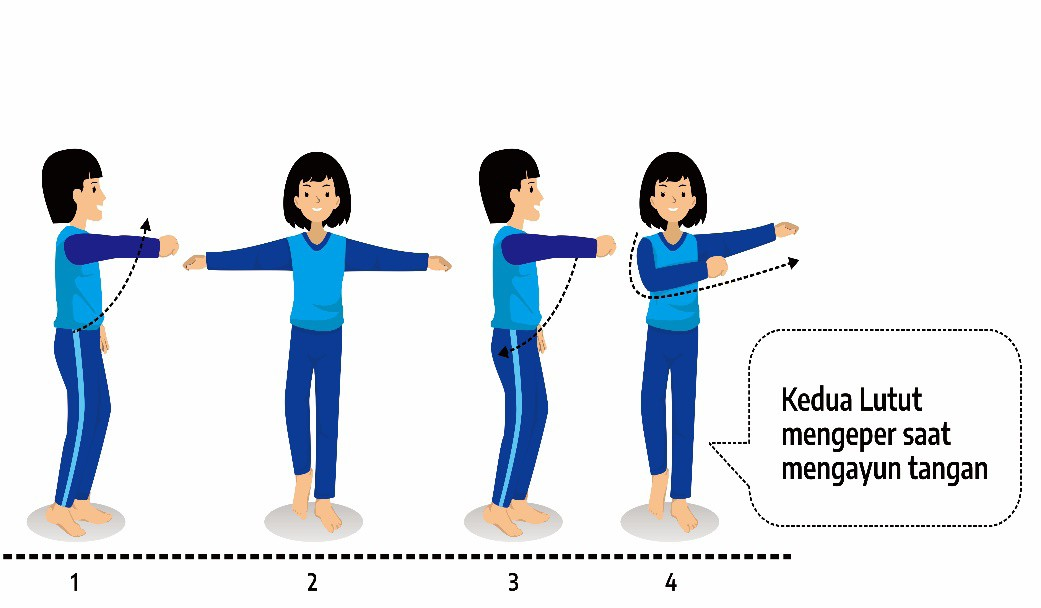 Kedua Lutut
mengeper saat
mengayun tangan
1 2 3 4